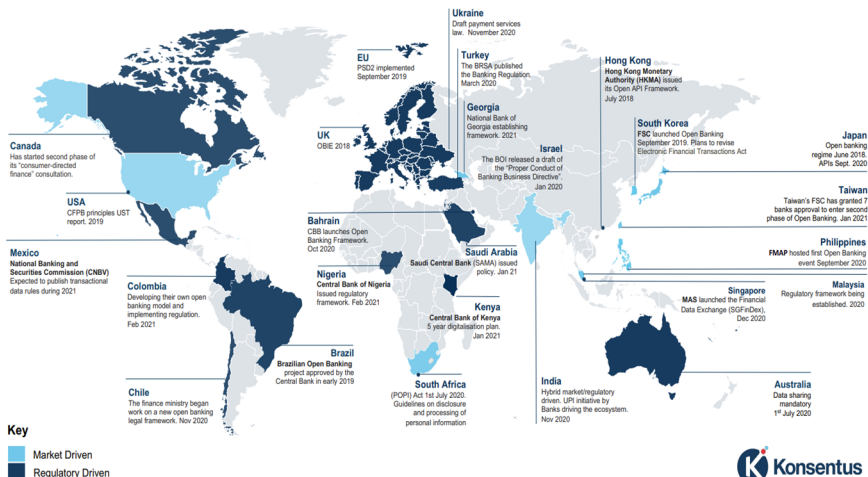 Ukraine
Draft payment services
law. November 2020
EU
PSD2 implemented
September 2019
Turkey
The BRSA published
the Banking Regulation.
March 2020
Hong Kong
Hong Kong Monetary
Authority (HKMA) issued
its Open API Framework.
July 2018
Georgia
National Bank of
Georgia establishing
framework. 2021
South Korea
FSC launched Open Banking
September 2019. Plans to revise
Electronic Financial Transactions Act
Japan
Open banking
regime June 2018.
APIs Sept. 2020
Canada
Has started second phase of
its “consumer-directed
finance” consultation.
UK
OBIE 2018
Israel
The BOI released a draft of
the “Proper Conduct of
Banking Business Directive”.
Jan 2020
USA
CFPB principles UST
report. 2019
Taiwan
Taiwan's FSC has granted 7
banks approval to enter second
phase of Open Banking. Jan 2021
Bahrain
CBB launches Open
Banking Framework.
Oct 2020
Saudi Arabia
Saudi Central Bank (SAMA) issued
policy. Jan 21
Philippines
FMAP hosted first Open Banking
event September 2020
Mexico
National Banking and
Securities Commission (CNBV)
Expected to publish transactional
data rules during 2021
Colombia
Developing their own open
banking model and
implementing regulation.
Feb 2021
Nigeria
Central Bank of Nigeria
Issued regulatory
framework. Feb 2021
Kenya
Central Bank of Kenya
5 year digitalisation plan.
Jan 2021
Singapore
MAS launched the Financial
Data Exchange (SGFinDex),
Dec 2020
Malaysia
Regulatory framework being
established. 2020
Brazil
Brazilian Open Banking
project approved by the
Central Bank in early 2019
Chile
The finance ministry began
work on a new open banking
legal framework. Nov 2020
South Africa
(POPI) Act 1st July 2020.
Guidelines on disclosure
and processing of
personal information
India
Hybrid market/regulatory
driven. UPI initiative by
Banks driving the ecosystem.
Nov 2020
Australia
Data sharing
mandatory
1st July 2020
Key
Market Driven
Regulatory Driven
Konsentus